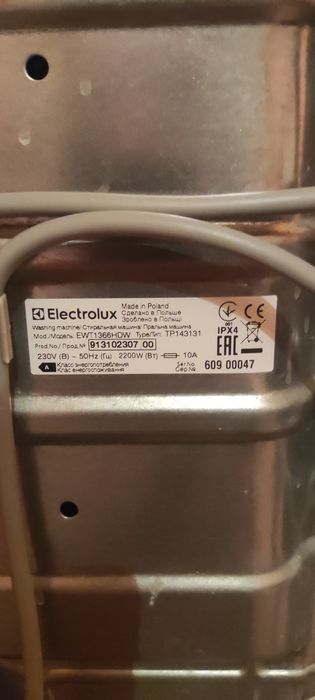 Electrolux
Made in Poland
Сделано в Польше
Зроблено в Польщі
Washing machine/ Стиральная машина/ Пральна машина
Mod./Модель: EWT1366HDW Type/Тип: TP143131
Prod.No./Прод.№ 913102307 00
230V (В) ~ 50Hz (Гц) 2200W (Вт) 10A
A Класс энергопотребления
Клас енергоспоживання
IPX4
CE
EAC
Ser.No.
Сер.№ 609 00047